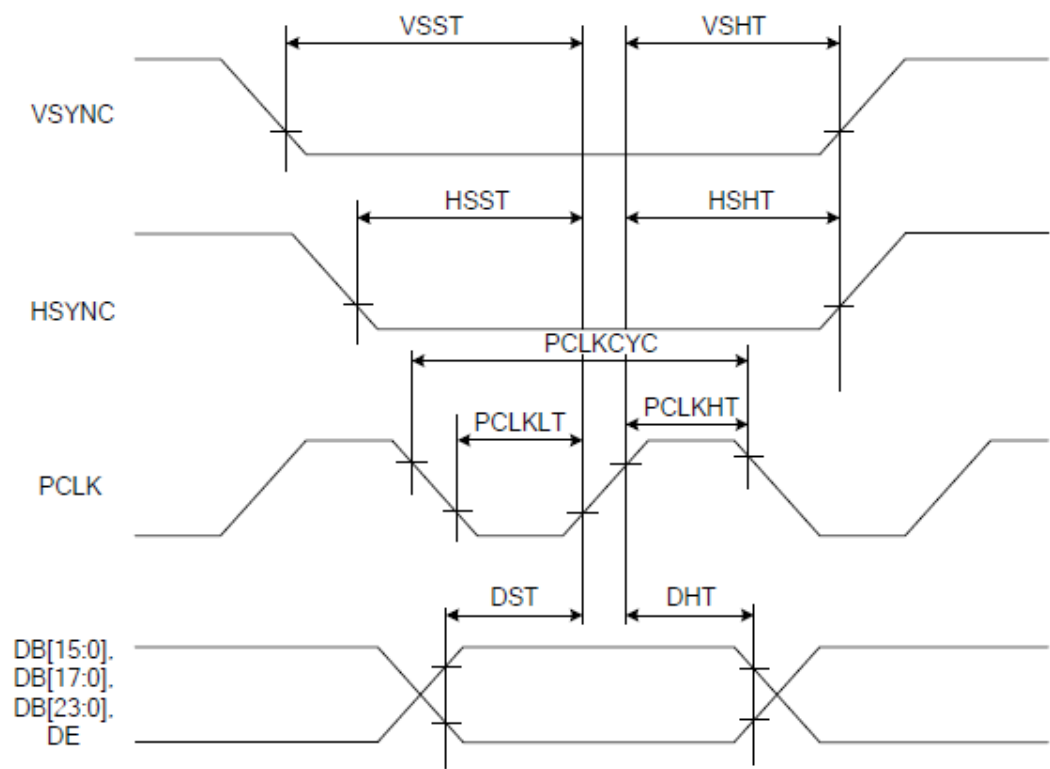 VSST VSHT
VSYNC
HSST HSHT
HSYNC
PCLKCYC
PCLKLT PCLKHT
PCLK
DST DHT
DB[15:0],
DB[17:0],
DB[23:0],
DE